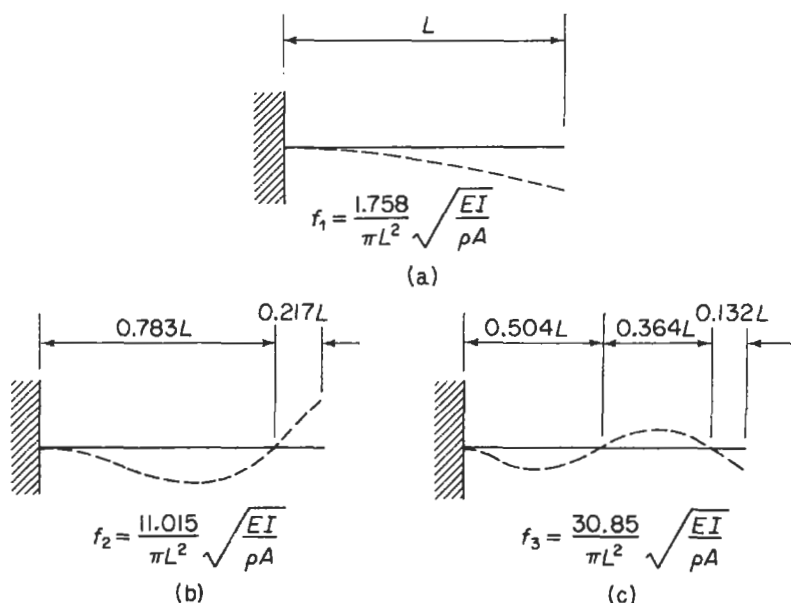 L
f₁ = 1.758/πL² √EI/ρA
(a)
0.783L 0.217L
0.504L 0.364L 0.132L
f₂ = 11.015/πL² √EI/ρA
(b)
f₃ = 30.85/πL² √EI/ρA
(c)